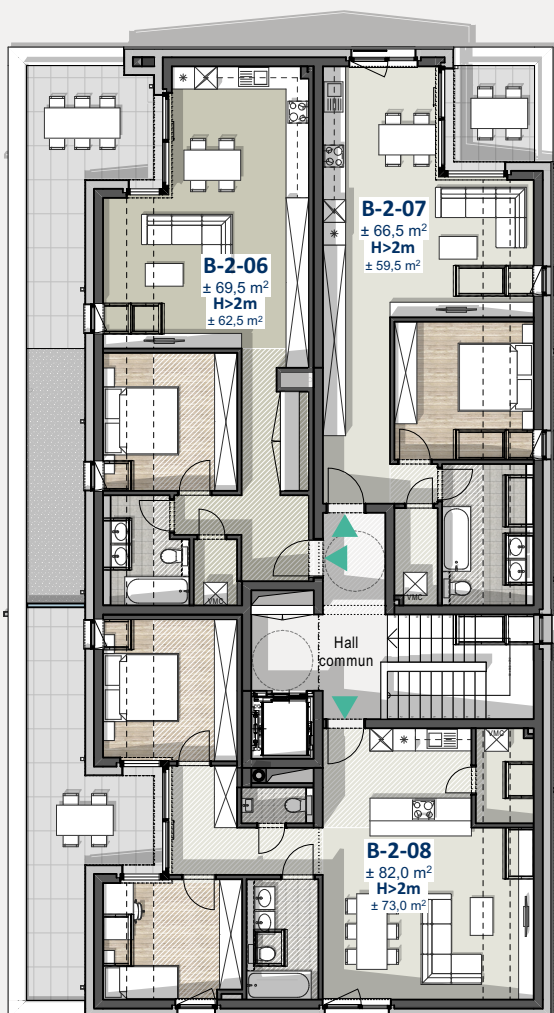 B-2-07
± 66,5 m²
H>2m
± 59,5 m²
B-2-06
± 69,5 m²
H>2m
± 62,5 m²
VMC
VMC
Hall
commun
VMC
B-2-08
± 82,0 m²
H>2m
± 73,0 m²